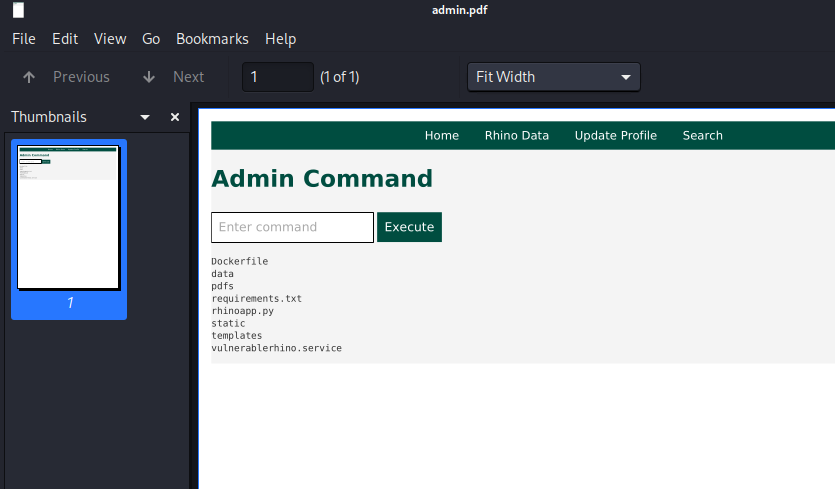 admin.pdf
File Edit View Go Bookmarks Help
Previous Next 1 (1 of 1) Fit Width
Thumbnails
1
Home Rhino Data Update Profile Search
Admin Command
Enter command Execute
Dockerfile
data
pdfs
requirements.txt
rhinoapp.py
static
templates
vulnerablerhino.service